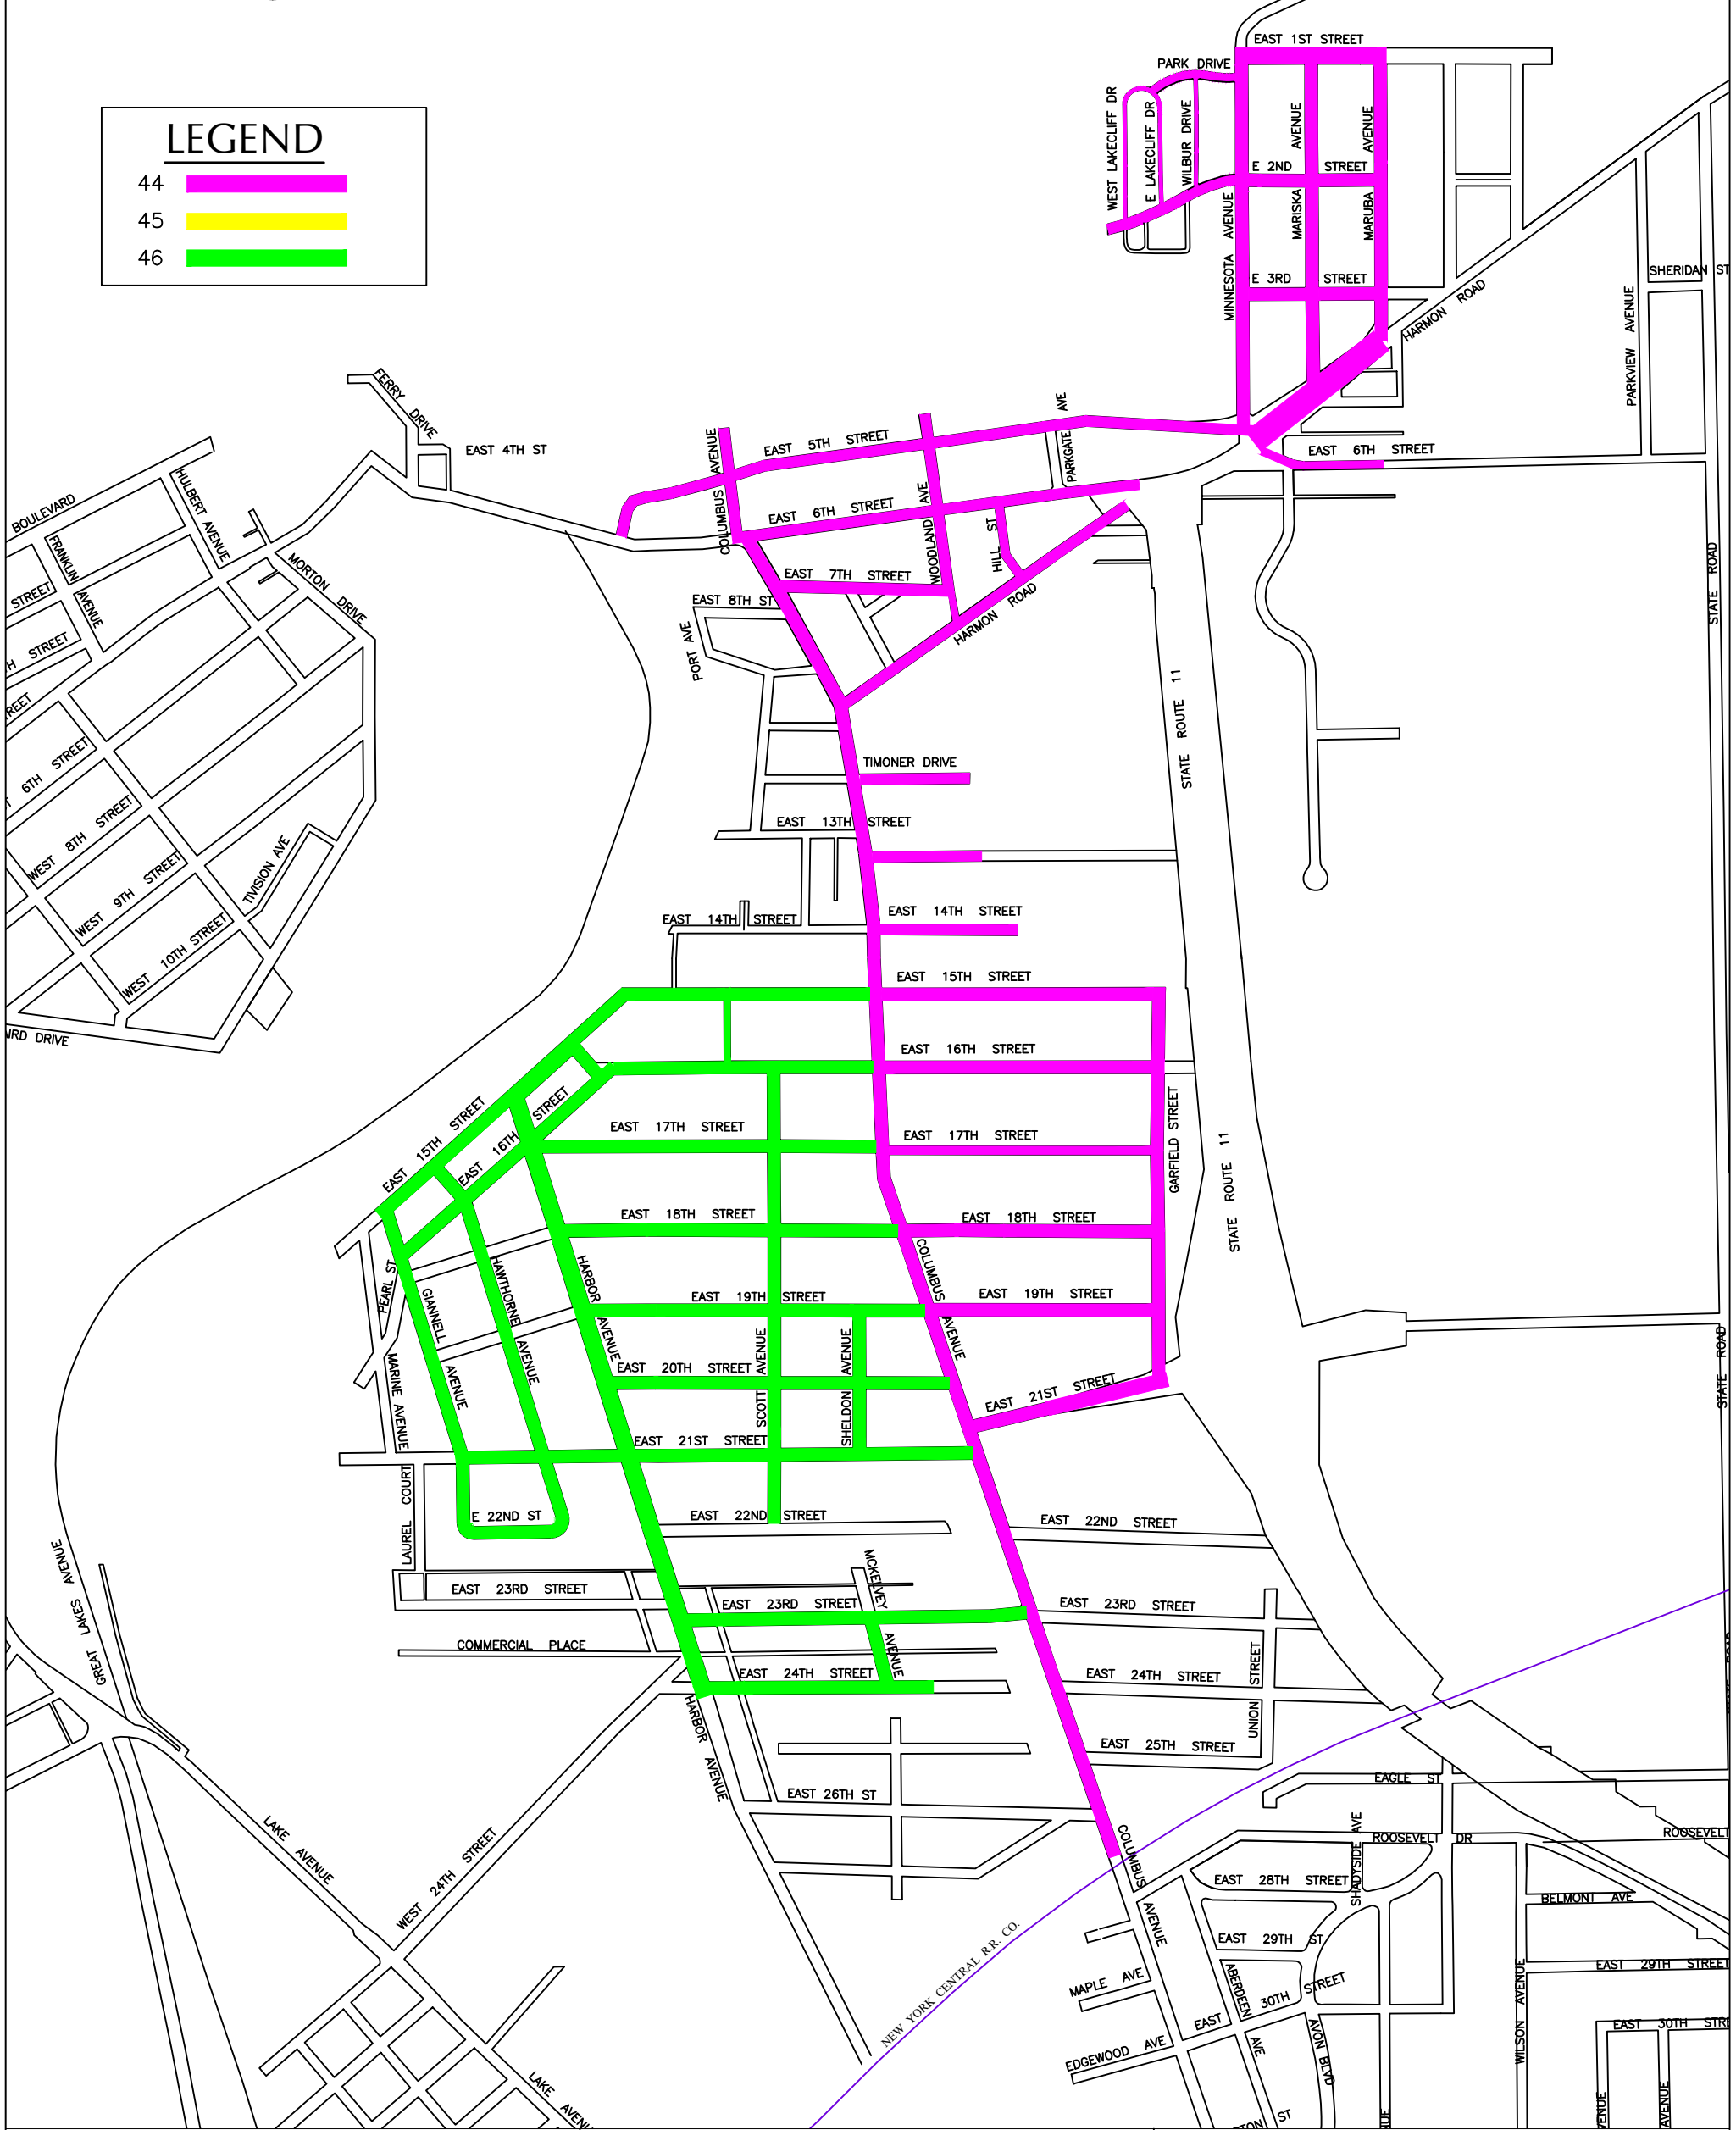 LEGEND
44
45
46
EAST 1ST STREET
PARK DRIVE
WEST LAKECLIFF DR
E LAKECLIFF DR
WILBUR DRIVE
MINNESOTA AVENUE
MARISKA AVENUE
MARUBA AVENUE
E 2ND STREET
E 3RD STREET
HARMON ROAD
SHERIDAN ST
PARKVIEW AVENUE
STATE ROAD
FERRY DRIVE
EAST 4TH ST
COLUMBUS AVENUE
EAST 5TH STREET
PARKGATE AVE
EAST 6TH STREET
EAST 6TH STREET
WOODLAND AVE
HILL ST
EAST 7TH STREET
HARMON ROAD
EAST 8TH ST
PORT AVE
BOULEVARD
HULBERT AVENUE
FRANKLIN AVENUE
MORTON DRIVE
STREET
H STREET
REET
6TH STREET
WEST 8TH STREET
WEST 9TH STREET
TIVISION AVE
WEST 10TH STREET
IRD DRIVE
STATE ROUTE 11
TIMONER DRIVE
EAST 13TH STREET
EAST 14TH STREET
EAST 14TH STREET
EAST 15TH STREET
EAST 16TH STREET
EAST 15TH STREET
EAST 16TH STREET
EAST 17TH STREET
EAST 17TH STREET
GARFIELD STREET
STATE ROUTE 11
EAST 18TH STREET
EAST 18TH STREET
PEARL ST
GIANNELL AVENUE
HAWTHORNE AVENUE
HARBOR AVENUE
COLUMBUS AVENUE
EAST 19TH STREET
EAST 19TH STREET
MARINE AVENUE
EAST 20TH STREET
SCOTT AVENUE
SHELDON AVENUE
EAST 21ST STREET
EAST 21ST STREET
STATE ROAD
LAUREL COURT
E 22ND ST
EAST 22ND STREET
EAST 22ND STREET
GREAT LAKES AVENUE
EAST 23RD STREET
MCKELVEY AVENUE
EAST 23RD STREET
EAST 23RD STREET
COMMERCIAL PLACE
EAST 24TH STREET
EAST 24TH STREET
UNION STREET
HARBOR AVENUE
EAST 25TH STREET
EAST 26TH ST
EAGLE ST
LAKE AVENUE
WEST 24TH STREET
COLUMBUS AVENUE
ROOSEVELT DR
ROOSEVELT
SHADYSIDE AVE
EAST 28TH STREET
BELMONT AVE
EAST 29TH ST
EAST 29TH STREET
NEW YORK CENTRAL R.R. CO.
MAPLE AVE
ABERDEEN AVE
EAST 30TH STREET
EDGEWOOD AVE
AVON BLVD
WILSON AVENUE
EAST 30TH STRE
LAKE AVENU
TON ST
UE
VENUE
AVENUE